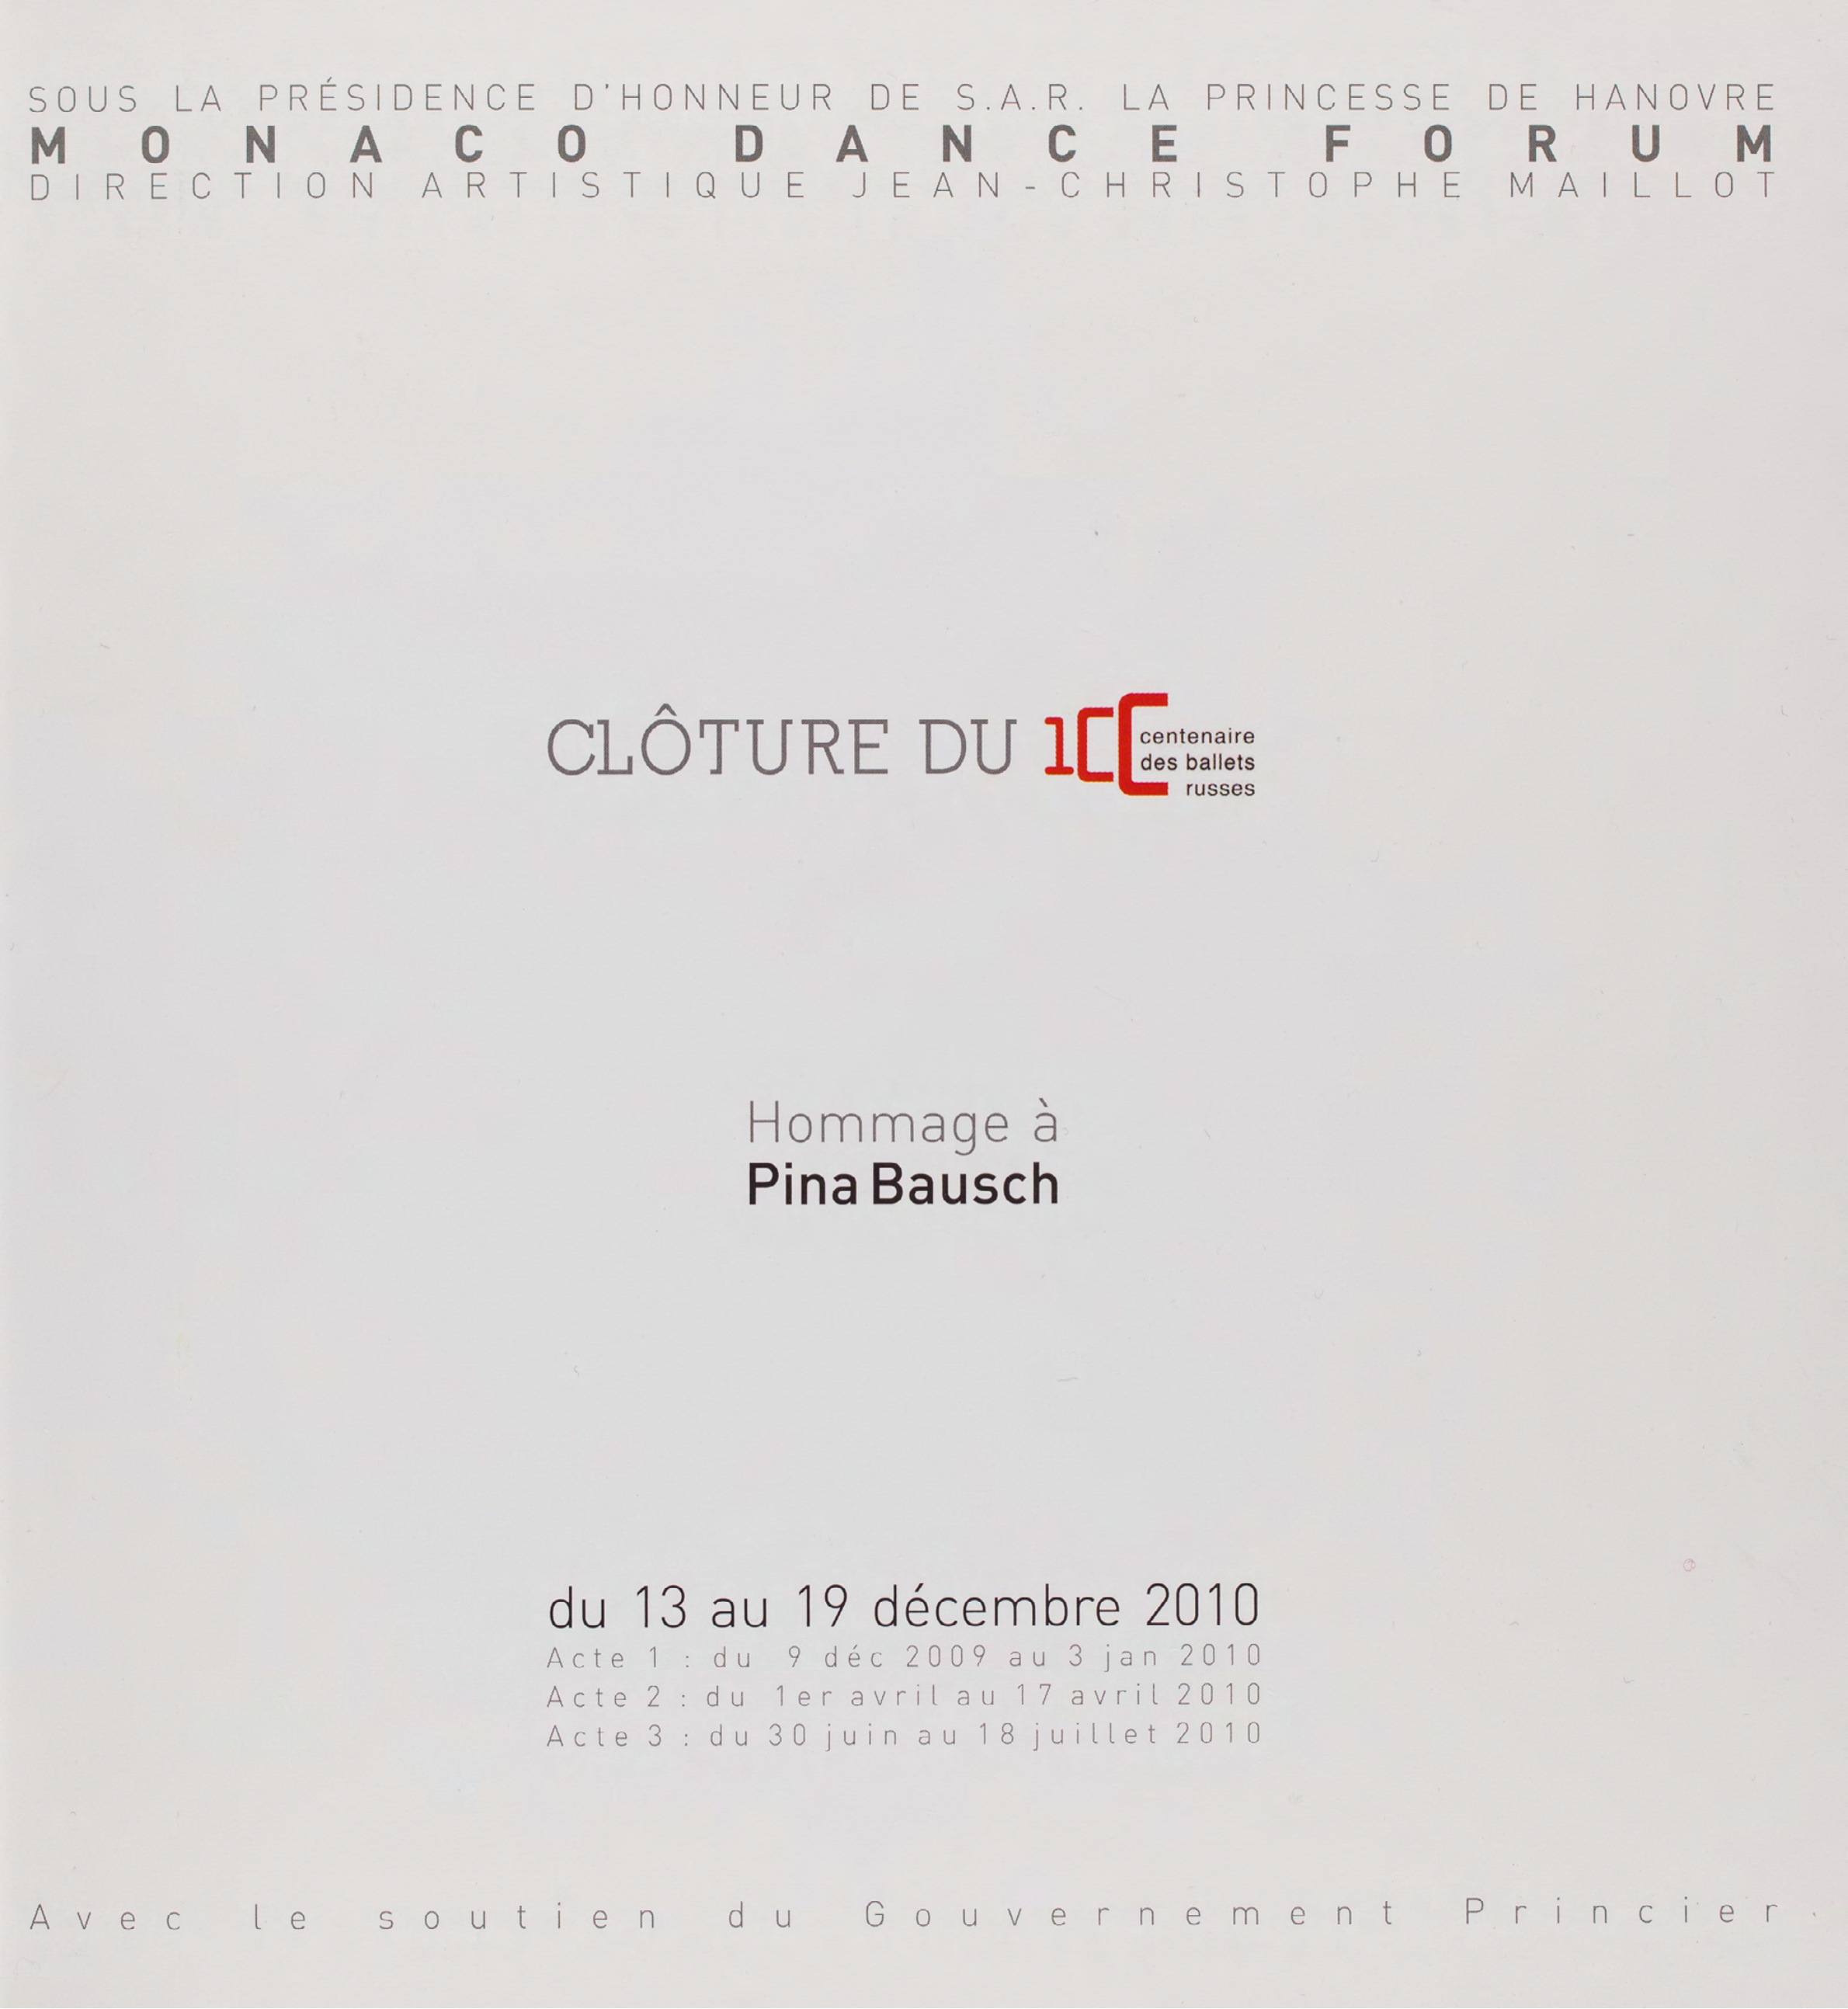 SOUS LA PRÉSIDENCE D'HONNEUR DE S.A.R. LA PRINCESSE DE HANOVRE
MONACO DANCE FORUM
DIRECTION ARTISTIQUE JEAN-CHRISTOPHE MAILLOT
CLÔTURE DU 1CC
centenaire
des ballets
russes
Hommage à
Pina Bausch
du 13 au 19 décembre 2010
Acte 1 : du 9 déc 2009 au 3 jan 2010
Acte 2 : du 1er avril au 17 avril 2010
Acte 3 : du 30 juin au 18 juillet 2010
Avec le soutien du Gouvernement Princier